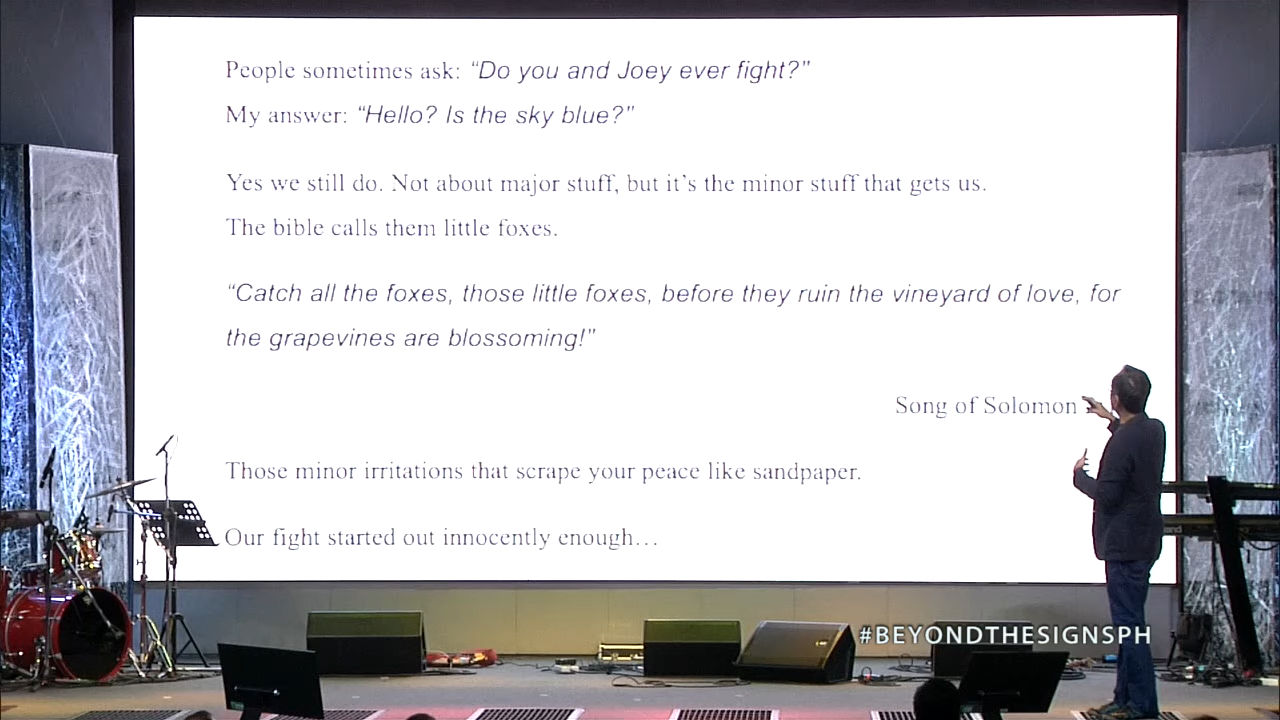 People sometimes ask: “Do you and Joey ever fight?”
My answer: “Hello? Is the sky blue?”
Yes we still do. Not about major stuff, but it’s the minor stuff that gets us.
The bible calls them little foxes.
“Catch all the foxes, those little foxes, before they ruin the vineyard of love, for
the grapevines are blossoming!”
Song of Solomon
Those minor irritations that scrape your peace like sandpaper.
Our fight started out innocently enough…
#BEYONDTHESIGNSPH